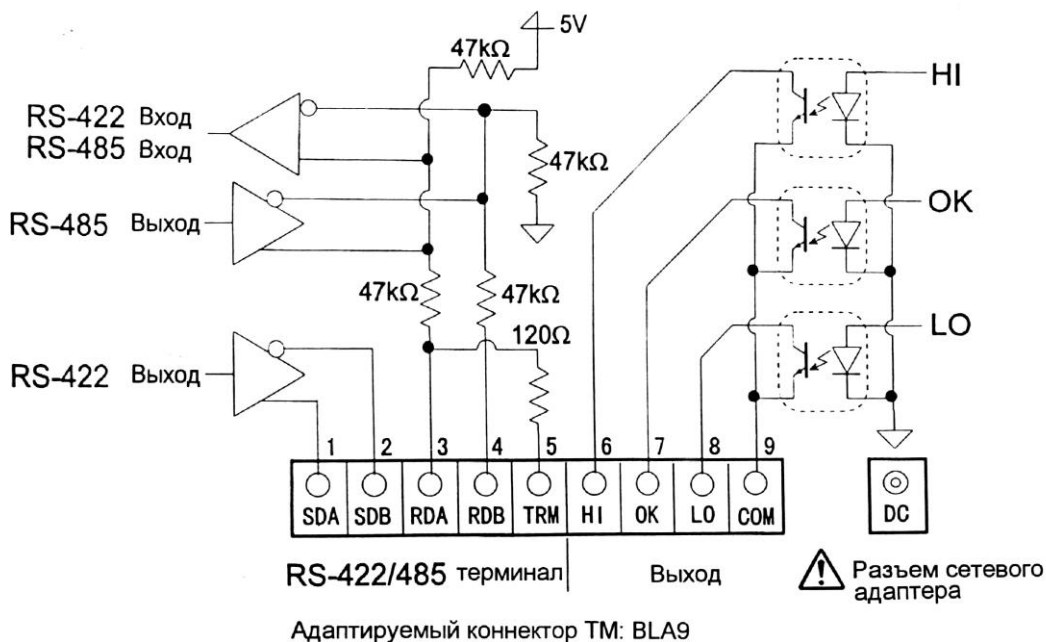 5V
47kΩ
HI
RS-422 Вход
RS-485 Вход
47kΩ
OK
RS-485 Выход
47kΩ
47kΩ
120Ω
LO
RS-422 Выход
1 2 3 4 5 6 7 8 9
SDA SDB RDA RDB TRM HI OK LO COM
DC
RS-422/485 терминал
Выход
Разъем сетевого
адаптера
Адаптируемый коннектор TM: BLA9